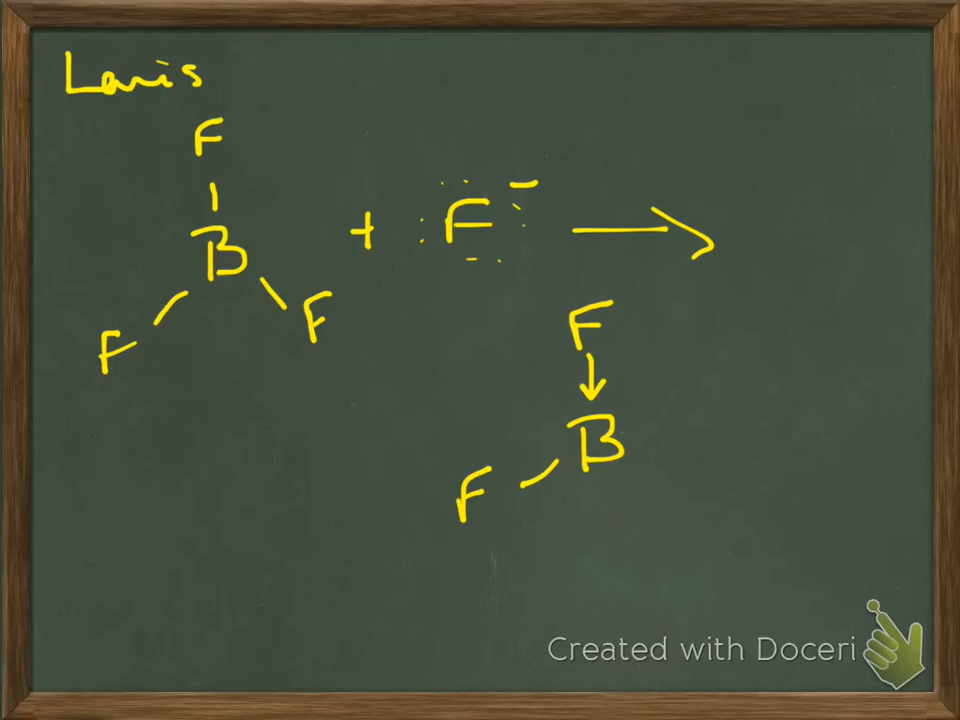 Lewis
F
B + F⁻ →
F F
F
↓
B
F
Created with Doceri